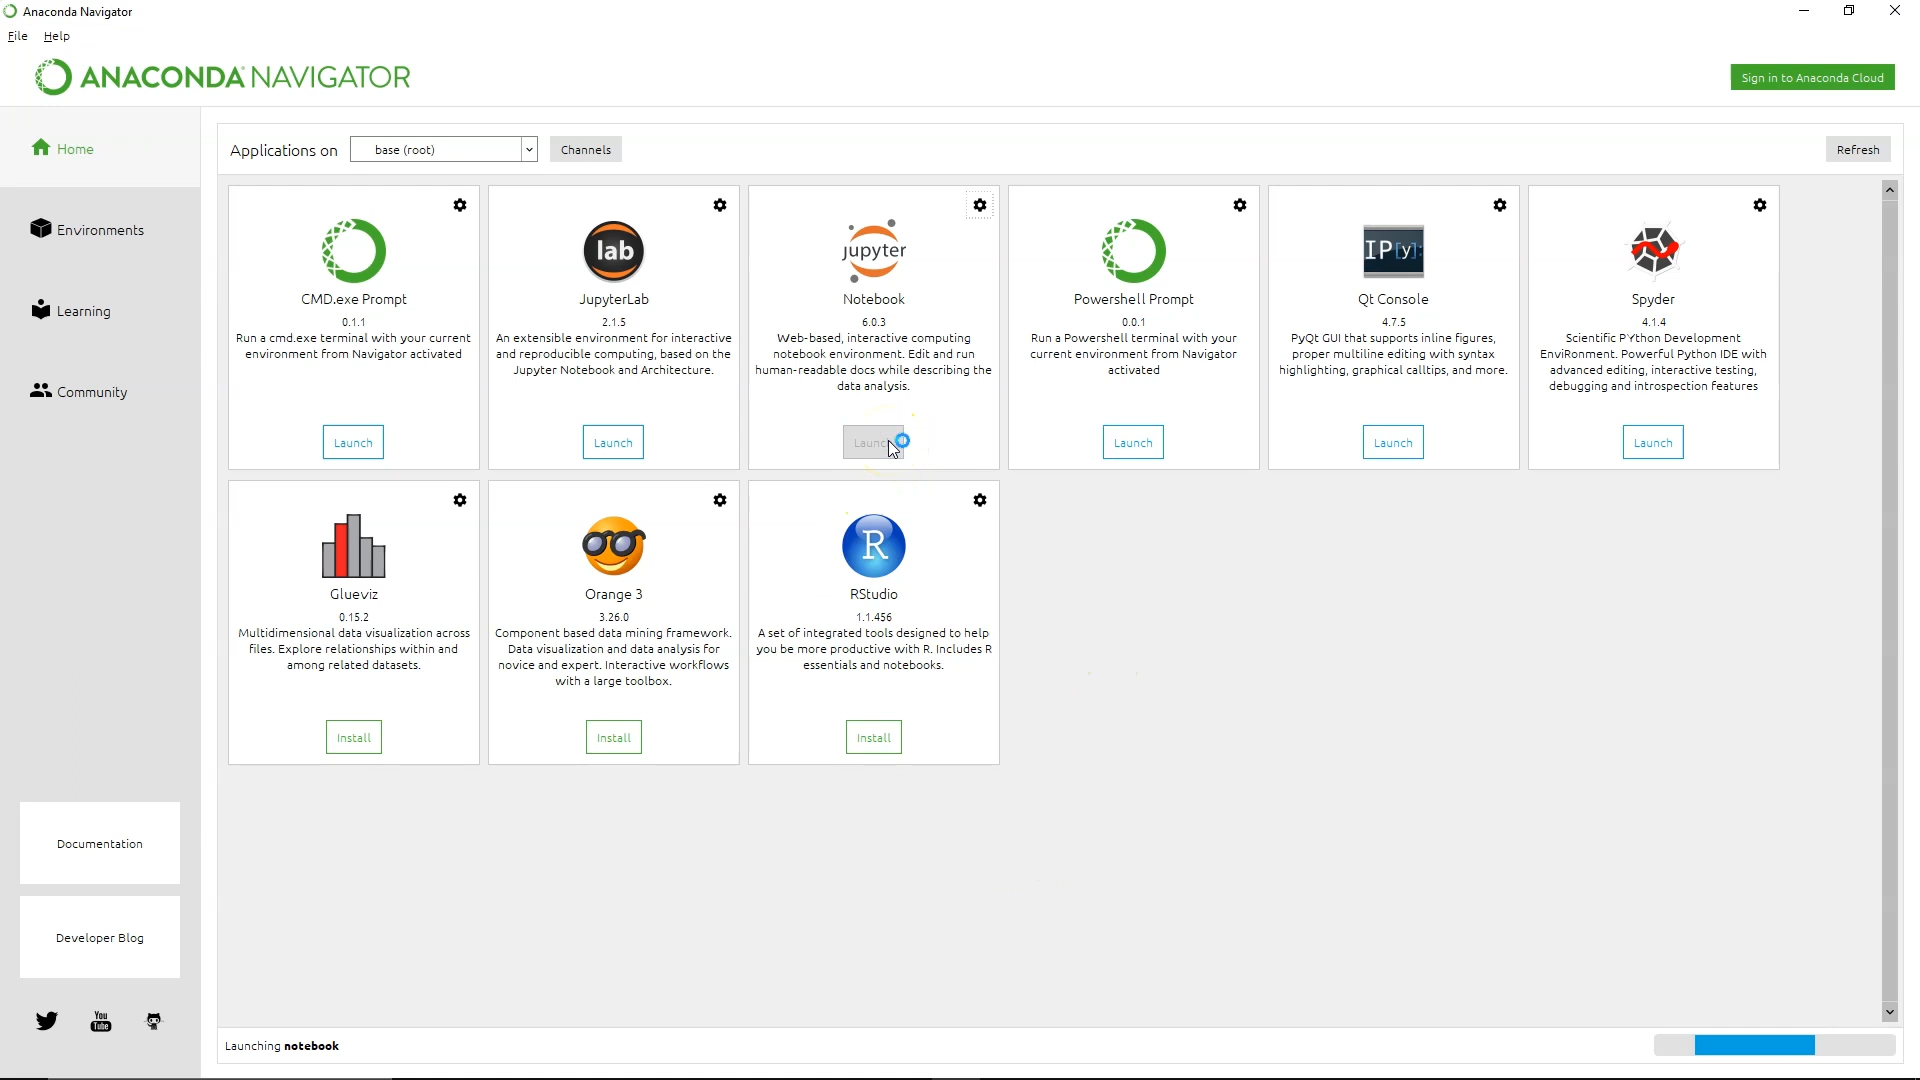 Anaconda Navigator
File Help
ANACONDA NAVIGATOR
Sign in to Anaconda Cloud
Home
Environments
Learning
Community
Documentation
Developer Blog
You
Tube
Applications on base (root) Channels Refresh
CMD.exe Prompt
0.1.1
Run a cmd.exe terminal with your current
environment from Navigator activated
Launch
lab
JupyterLab
2.1.5
An extensible environment for interactive
and reproducible computing, based on the
Jupyter Notebook and Architecture.
Launch
jupyter
Notebook
6.0.3
Web-based, interactive computing
notebook environment. Edit and run
human-readable docs while describing the
data analysis.
Launch
Powershell Prompt
0.0.1
Run a Powershell terminal with your
current environment from Navigator
activated
Launch
IP[y]:
Qt Console
4.7.5
PyQt GUI that supports inline figures,
proper multiline editing with syntax
highlighting, graphical calltips, and more.
Launch
Spyder
4.1.4
Scientific PYthon Development
EnviRonment. Powerful Python IDE with
advanced editing, interactive testing,
debugging and introspection features
Launch
Glueviz
0.15.2
Multidimensional data visualization across
files. Explore relationships within and
among related datasets.
Install
Orange 3
3.26.0
Component based data mining framework.
Data visualization and data analysis for
novice and expert. Interactive workflows
with a large toolbox.
Install
R
RStudio
1.1.456
A set of integrated tools designed to help
you be more productive with R. Includes R
essentials and notebooks.
Install
Launching notebook